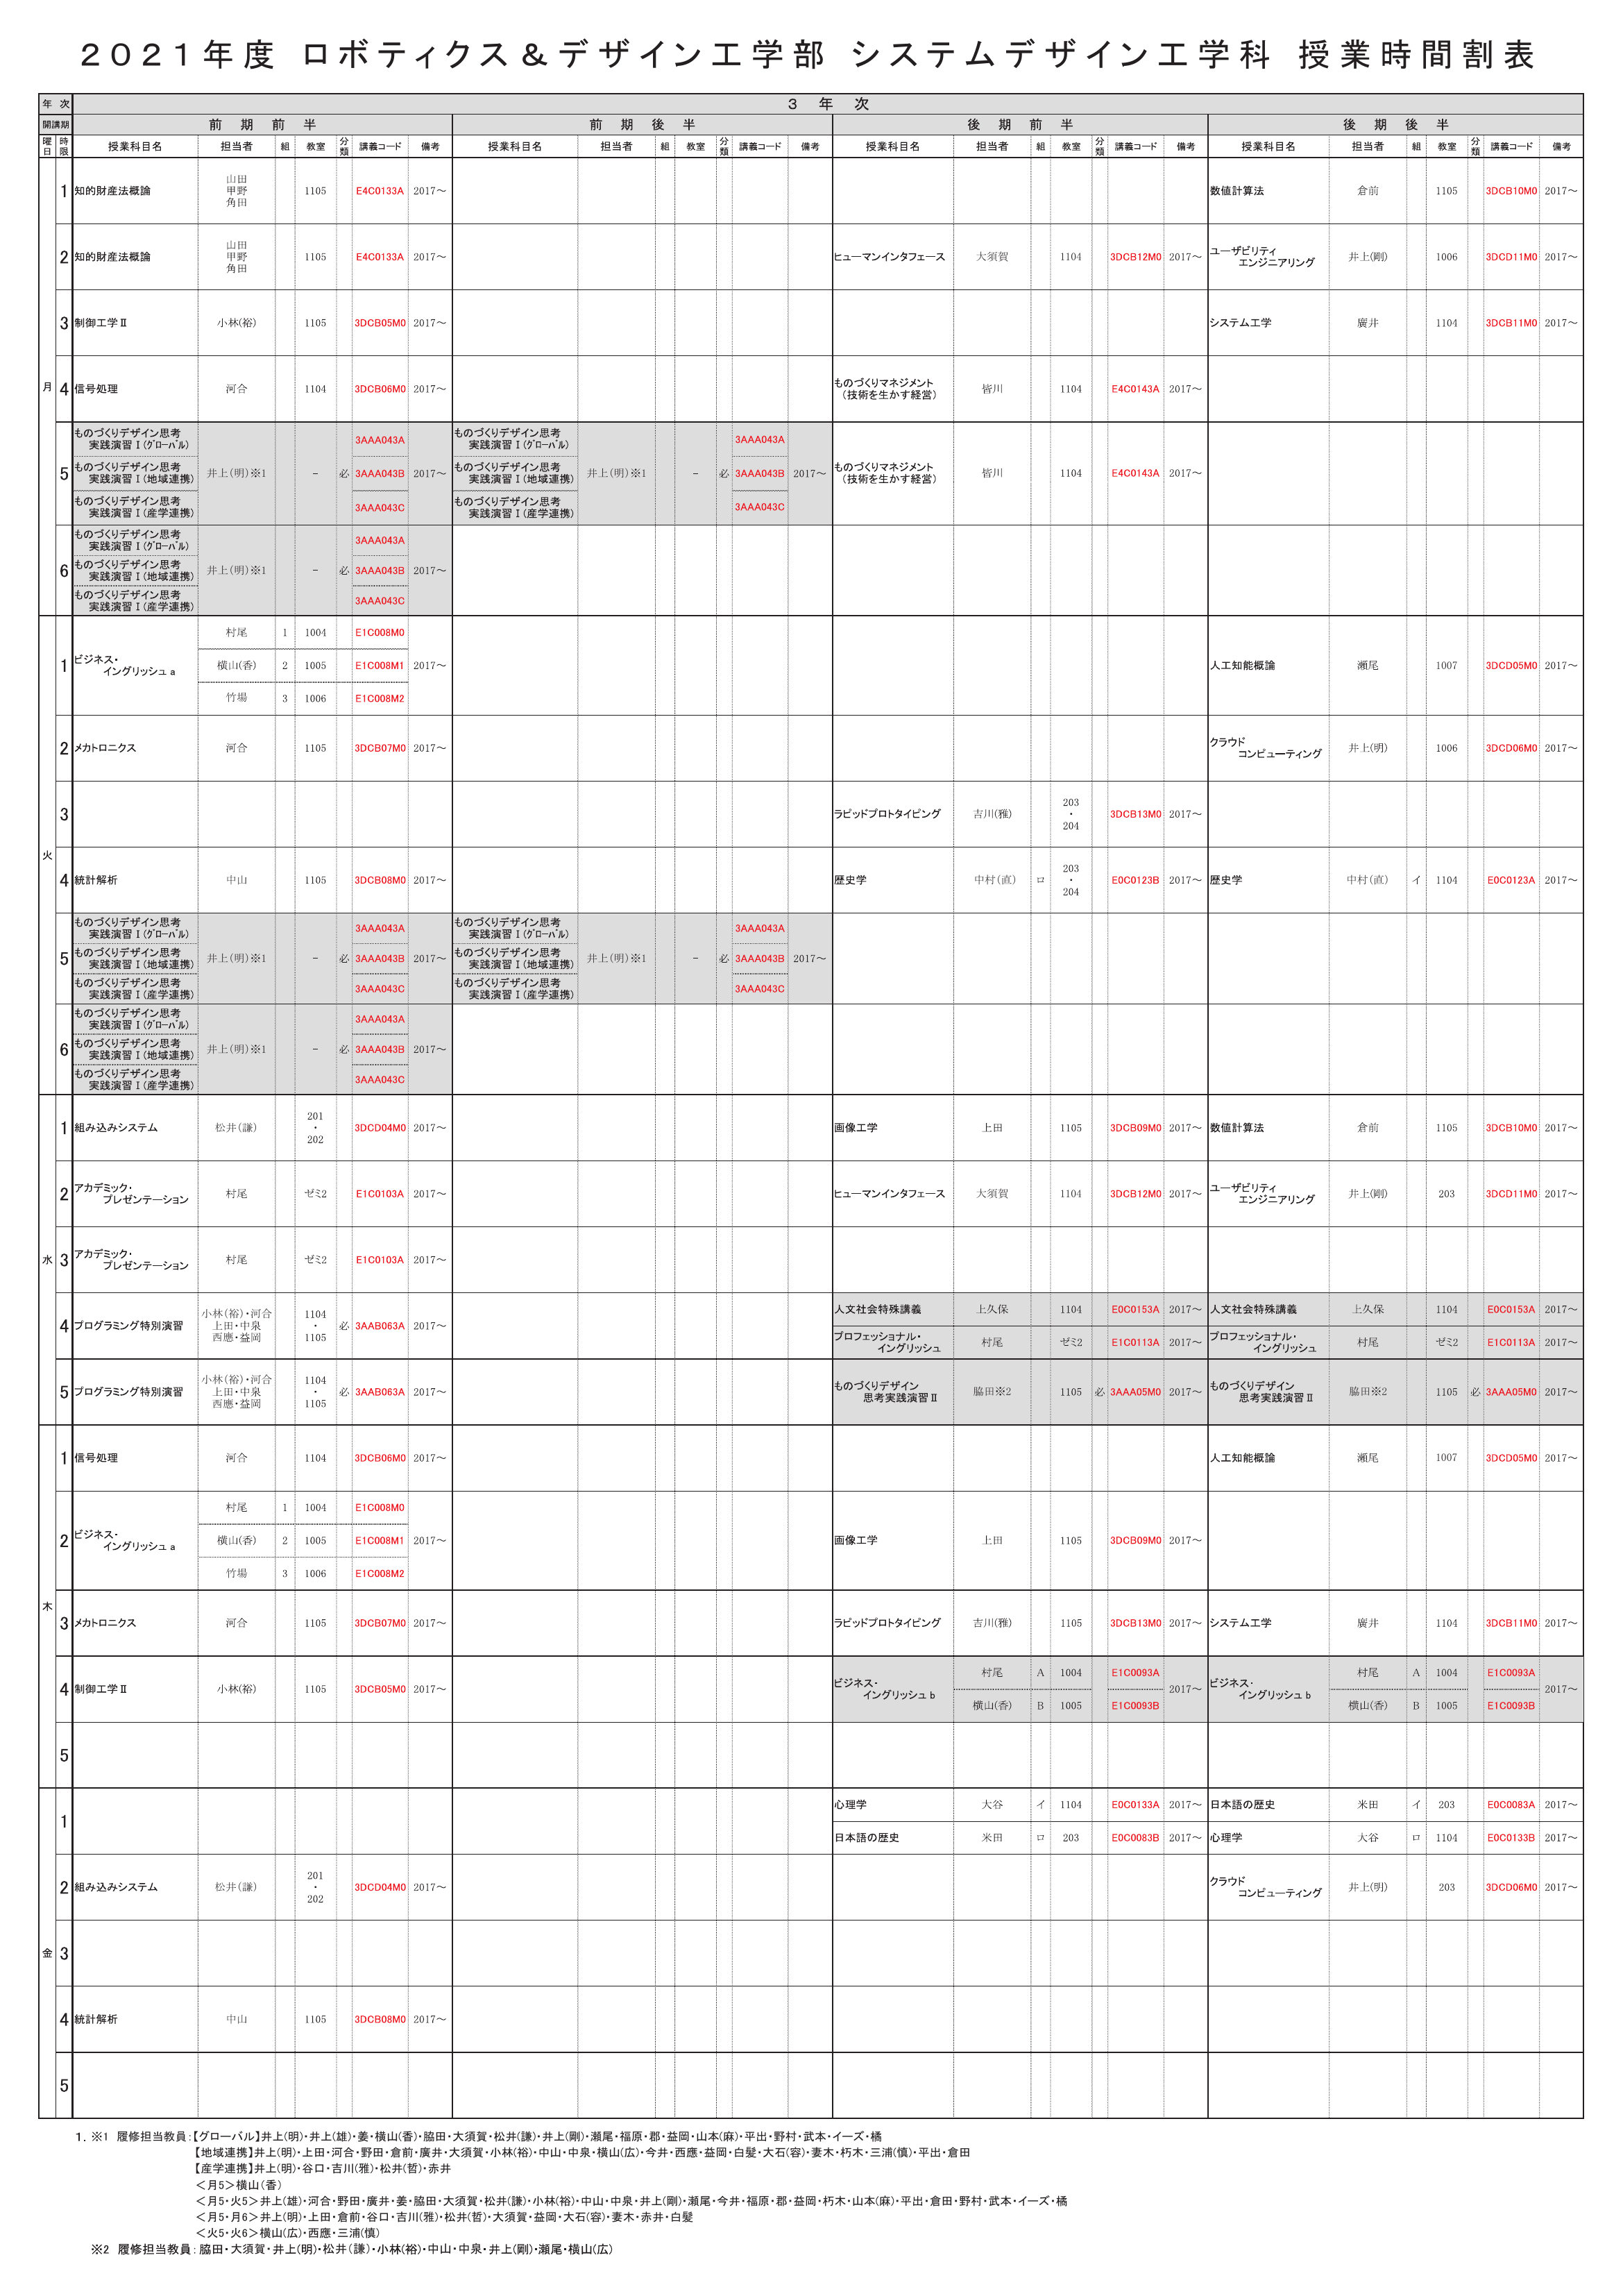 ２０２１年度 ロボティクス＆デザイン工学部 システムデザイン工学科 授業時間割表
年 次 3 年 次
開講期 前期前半 前期後半 後期前半 後期後半
曜日 時限 授業科目名 担当者 組 教室 分類 講義コード 備考 授業科目名 担当者 組 教室 分類 講義コード 備考 授業科目名 担当者 組 教室 分類 講義コード 備考 授業科目名 担当者 組 教室 分類 講義コード 備考
月
1 知的財産法概論 山田 甲野 角田 1105 E4C0133A 2017～ 数値計算法 倉前 1105 3DCB10M0 2017～
2 知的財産法概論 山田 甲野 角田 1105 E4C0133A 2017～ ヒューマンインタフェース 大須賀 1104 3DCB12M0 2017～ ユーザビリティ エンジニアリング 井上(剛) 1006 3DCD11M0 2017～
3 制御工学Ⅱ 小林(裕) 1105 3DCB05M0 2017～ システム工学 廣井 1104 3DCB11M0 2017～
4 信号処理 河合 1104 3DCB06M0 2017～ ものづくりマネジメント （技術を生かす経営） 皆川 1104 E4C0143A 2017～
5 ものづくりデザイン思考 実践演習Ⅰ(グローバル) 3AAA043A ものづくりデザイン思考 実践演習Ⅰ(グローバル) 3AAA043A
ものづくりデザイン思考 実践演習Ⅰ(地域連携) 井上(明)※1 － 必 3AAA043B 2017～ ものづくりデザイン思考 実践演習Ⅰ(地域連携) 井上(明)※1 － 必 3AAA043B 2017～ ものづくりマネジメント （技術を生かす経営） 皆川 1104 E4C0143A 2017～
ものづくりデザイン思考 実践演習Ⅰ(産学連携) 3AAA043C ものづくりデザイン思考 実践演習Ⅰ(産学連携) 3AAA043C
6 ものづくりデザイン思考 実践演習Ⅰ(グローバル) 3AAA043A
ものづくりデザイン思考 実践演習Ⅰ(地域連携) 井上(明)※1 － 必 3AAA043B 2017～
ものづくりデザイン思考 実践演習Ⅰ(産学連携) 3AAA043C
火
1 ビジネス・ イングリッシュ a 村尾 1 1004 E1C008M0
横山(香) 2 1005 E1C008M1 2017～ 人工知能概論 瀬尾 1007 3DCD05M0 2017～
竹場 3 1006 E1C008M2
2 メカトロニクス 河合 1105 3DCB07M0 2017～ クラウド コンピューティング 井上(明) 1006 3DCD06M0 2017～
3 ラピッドプロトタイピング 吉川(雅) 203 ・ 204 3DCB13M0 2017～
4 統計解析 中山 1105 3DCB08M0 2017～ 歴史学 中村(直) ロ 203 ・ 204 E0C0123B 2017～ 歴史学 中村(直) イ 1104 E0C0123A 2017～
5 ものづくりデザイン思考 実践演習Ⅰ(グローバル) 3AAA043A ものづくりデザイン思考 実践演習Ⅰ(グローバル) 3AAA043A
ものづくりデザイン思考 実践演習Ⅰ(地域連携) 井上(明)※1 － 必 3AAA043B 2017～ ものづくりデザイン思考 実践演習Ⅰ(地域連携) 井上(明)※1 － 必 3AAA043B 2017～
ものづくりデザイン思考 実践演習Ⅰ(産学連携) 3AAA043C ものづくりデザイン思考 実践演習Ⅰ(産学連携) 3AAA043C
6 ものづくりデザイン思考 実践演習Ⅰ(グローバル) 3AAA043A
ものづくりデザイン思考 実践演習Ⅰ(地域連携) 井上(明)※1 － 必 3AAA043B 2017～
ものづくりデザイン思考 実践演習Ⅰ(産学連携) 3AAA043C
水
1 組み込みシステム 松井(謙) 201 ・ 202 3DCD04M0 2017～ 画像工学 上田 1105 3DCB09M0 2017～ 数値計算法 倉前 1105 3DCB10M0 2017～
2 アカデミック・ プレゼンテーション 村尾 ゼミ2 E1C0103A 2017～ ヒューマンインタフェース 大須賀 1104 3DCB12M0 2017～ ユーザビリティ エンジニアリング 井上(剛) 203 3DCD11M0 2017～
3 アカデミック・ プレゼンテーション 村尾 ゼミ2 E1C0103A 2017～
4 プログラミング特別演習 小林(裕)・河合 上田・中泉 西應・益岡 1104 ・ 1105 必 3AAB063A 2017～ 人文社会特殊講義 上久保 1104 E0C0153A 2017～ 人文社会特殊講義 上久保 1104 E0C0153A 2017～
プロフェッショナル・ イングリッシュ 村尾 ゼミ2 E1C0113A 2017～ プロフェッショナル・ イングリッシュ 村尾 ゼミ2 E1C0113A 2017～
5 プログラミング特別演習 小林(裕)・河合 上田・中泉 西應・益岡 1104 ・ 1105 必 3AAB063A 2017～ ものづくりデザイン 思考実践演習Ⅱ 脇田※2 1105 必 3AAA05M0 2017～ ものづくりデザイン 思考実践演習Ⅱ 脇田※2 1105 必 3AAA05M0 2017～
木
1 信号処理 河合 1104 3DCB06M0 2017～ 人工知能概論 瀬尾 1007 3DCD05M0 2017～
2 ビジネス・ イングリッシュ a 村尾 1 1004 E1C008M0
横山(香) 2 1005 E1C008M1 2017～ 画像工学 上田 1105 3DCB09M0 2017～
竹場 3 1006 E1C008M2
3 メカトロニクス 河合 1105 3DCB07M0 2017～ ラピッドプロトタイピング 吉川(雅) 1105 3DCB13M0 2017～ システム工学 廣井 1104 3DCB11M0 2017～
4 制御工学Ⅱ 小林(裕) 1105 3DCB05M0 2017～ ビジネス・ イングリッシュ b 村尾 A 1004 E1C0093A 2017～ ビジネス・ イングリッシュ b 村尾 A 1004 E1C0093A 2017～
横山(香) B 1005 E1C0093B 横山(香) B 1005 E1C0093B
5
金
1 心理学 大谷 イ 1104 E0C0133A 2017～ 日本語の歴史 米田 イ 203 E0C0083A 2017～
日本語の歴史 米田 ロ 203 E0C0083B 2017～ 心理学 大谷 ロ 1104 E0C0133B 2017～
2 組み込みシステム 松井(謙) 201 ・ 202 3DCD04M0 2017～ クラウド コンピューティング 井上(明) 203 3DCD06M0 2017～
3
4 統計解析 中山 1105 3DCB08M0 2017～
5
1. ※1 履修担当教員：【グローバル】井上(明)・井上(雄)・姜・横山(香)・脇田・大須賀・松井(謙)・井上(剛)・瀬尾・福原・郡・益岡・山本(麻)・平出・野村・武本・イーズ・橘
【地域連携】井上(明)・上田・河合・野田・倉前・廣井・大須賀・小林(裕)・中山・中泉・横山(広)・今井・西應・益岡・白髪・大石(容)・妻木・朽木・三浦(慎)・平出・倉田
【産学連携】井上(明)・谷口・吉川(雅)・松井(哲)・赤井
＜月5＞横山(香)
＜月5・火5＞井上(雄)・河合・野田・廣井・姜・脇田・大須賀・松井(謙)・小林(裕)・中山・中泉・井上(剛)・瀬尾・今井・福原・郡・益岡・朽木・山本(麻)・平出・倉田・野村・武本・イーズ・橘
＜月5・月6＞井上(明)・上田・倉前・谷口・吉川(雅)・松井(哲)・大須賀・益岡・大石(容)・妻木・赤井・白髪
＜火5・火6＞横山(広)・西應・三浦(慎)
※2 履修担当教員：脇田・大須賀・井上(明)・松井(謙)・小林(裕)・中山・中泉・井上(剛)・瀬尾・横山(広)